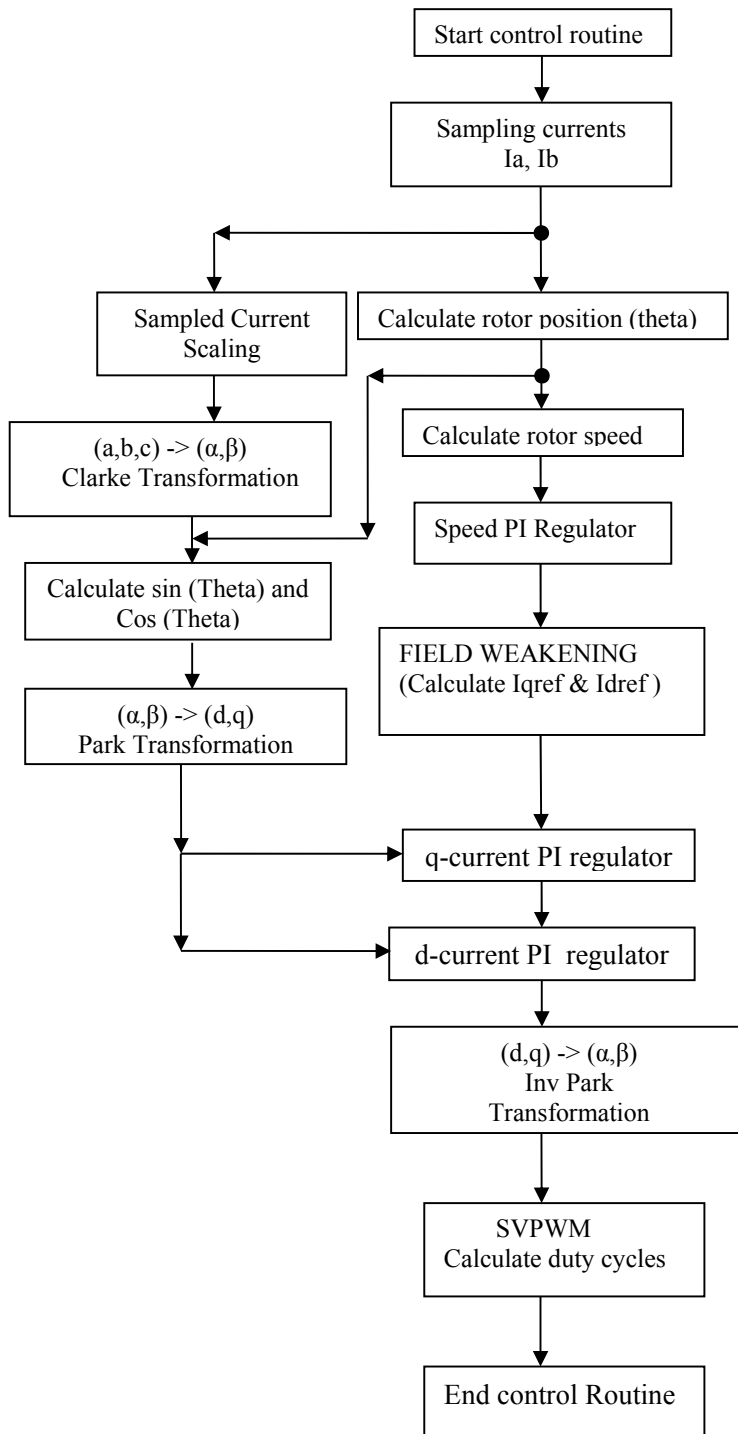 Start control routine
Sampling currents
Ia, Ib
Sampled Current
Scaling
Calculate rotor position (theta)
(a,b,c) -> (α,β)
Clarke Transformation
Calculate rotor speed
Speed PI Regulator
Calculate sin (Theta) and
Cos (Theta)
FIELD WEAKENING
(Calculate Iqref & Idref )
(α,β) -> (d,q)
Park Transformation
q-current PI regulator
d-current PI regulator
(d,q) -> (α,β)
Inv Park
Transformation
SVPWM
Calculate duty cycles
End control Routine